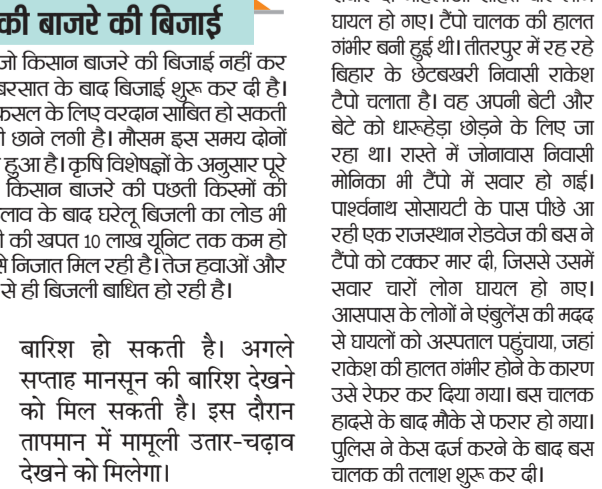 की बाजरे की बिजाई
जो किसान बाजरे की बिजाई नहीं कर
बरसात के बाद बिजाई शुरू कर दी है।
फसल के लिए वरदान साबित हो सकती
छाने लगी है। मौसम इस समय दोनों
हुआ है। कृषि विशेषज्ञों के अनुसार पूरे
किसान बाजरे की पछती किस्मों की
के बाद घरेलू बिजली का लोड भी
की खपत 10 लाख यूनिट तक कम हो
से निजात मिल रही है। तेज हवाओं और
से ही बिजली बाधित हो रही है।
बारिश हो सकती है। अगले
सप्ताह मानसून की बारिश देखने
को मिल सकती है। इस दौरान
तापमान में मामूली उतार-चढ़ाव
देखने को मिलेगा।
घायल हो गए। टैंपो चालक की हालत
गंभीर बनी हुई थी। तीतरपुर में रह रहे
बिहार के छेटबखरी निवासी राकेश
टैपो चलाता है। वह अपनी बेटी और
बेटे को धारूहेड़ा छोड़ने के लिए जा
रहा था। रास्ते में जोनावास निवासी
मोनिका भी टैंपो में सवार हो गई।
पार्श्वनाथ सोसायटी के पास पीछे आ
रही एक राजस्थान रोडवेज की बस ने
टैंपो को टक्कर मार दी, जिससे उसमें
सवार चारों लोग घायल हो गए।
आसपास के लोगों ने एंबुलेंस की मदद
से घायलों को अस्पताल पहुंचाया, जहां
राकेश की हालत गंभीर होने के कारण
उसे रेफर कर दिया गया। बस चालक
हादसे के बाद मौके से फरार हो गया।
पुलिस ने केस दर्ज करने के बाद बस
चालक की तलाश शुरू कर दी।